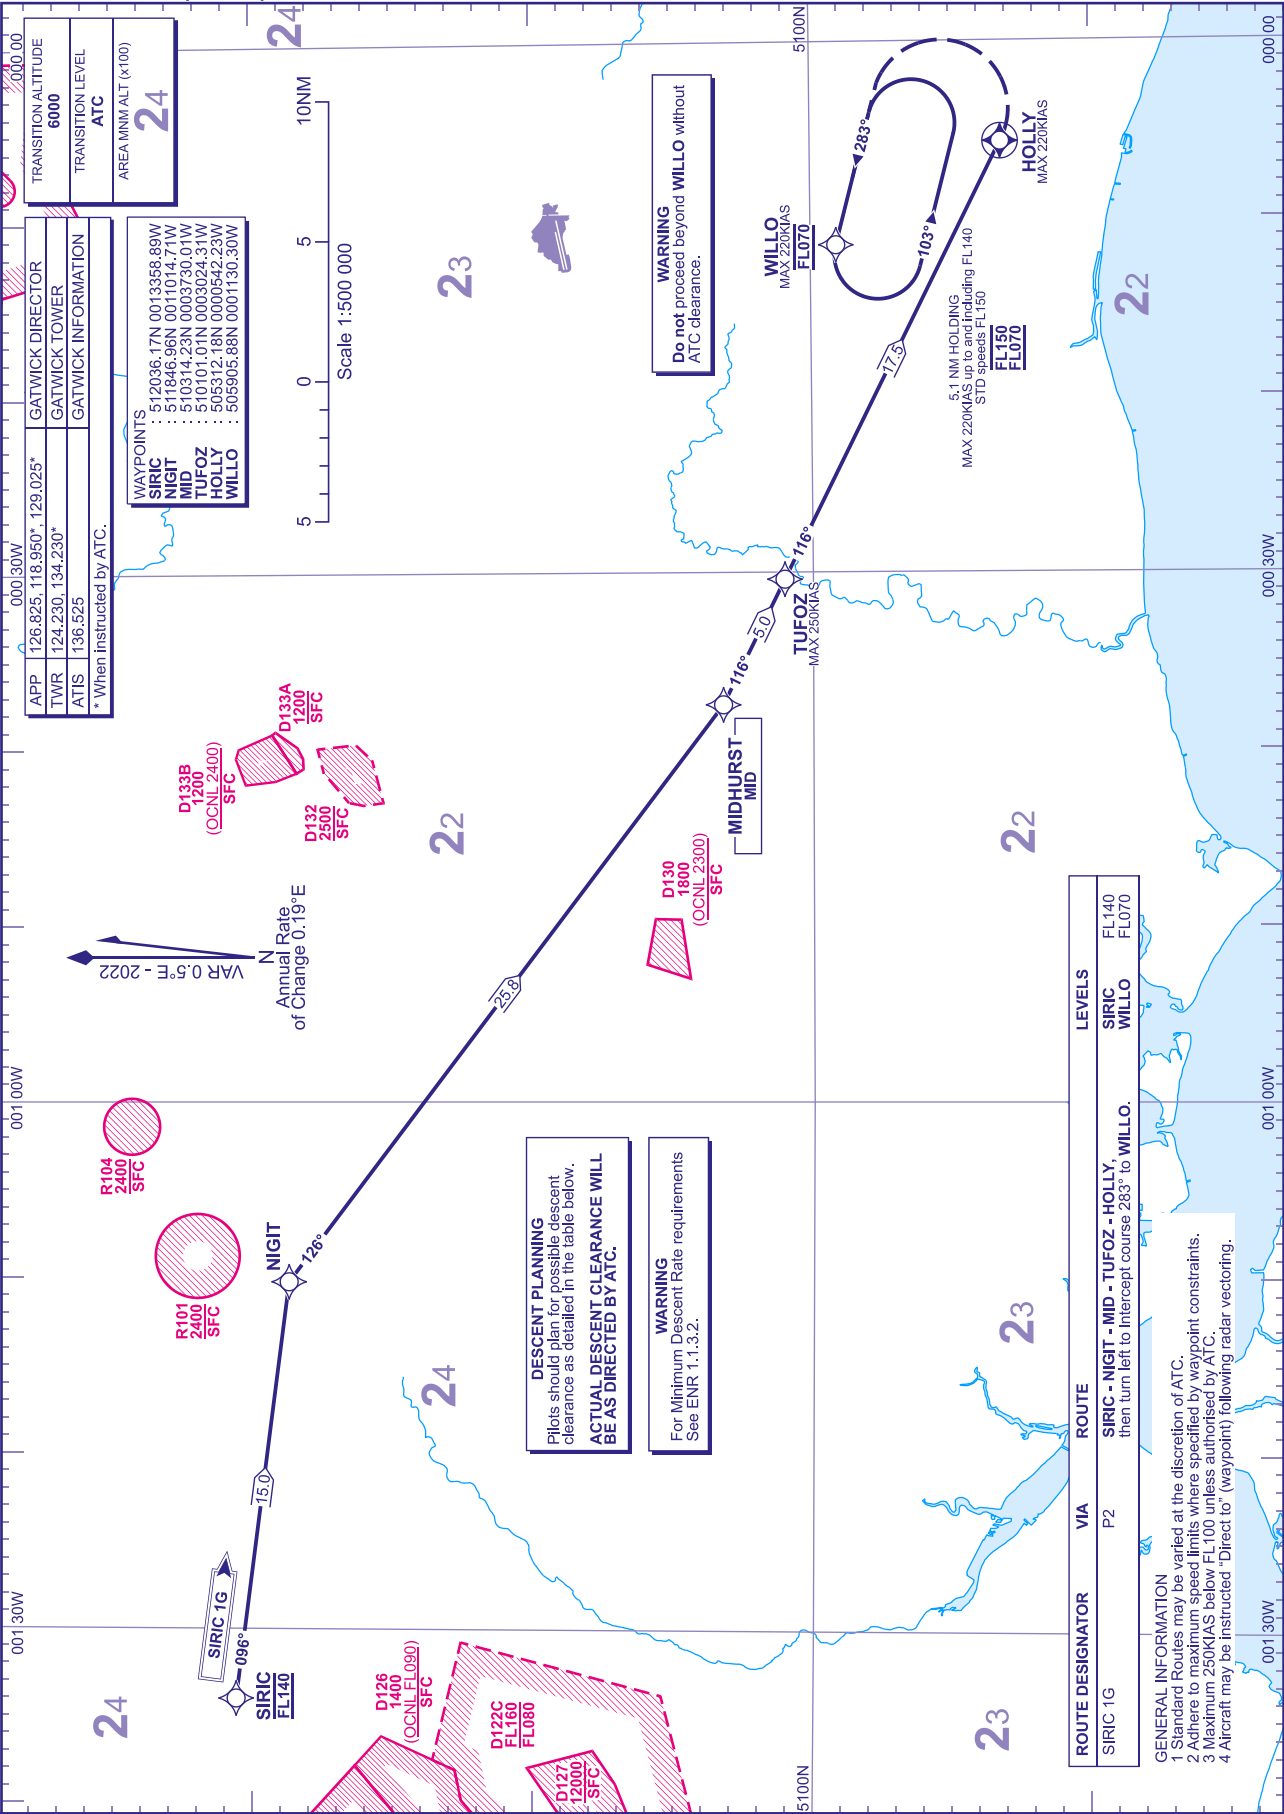 001 30W
001 00W
000 30W
000 00
APP 126.825, 118.950*, 129.025* GATWICK DIRECTOR
TWR 124.230, 134.230* GATWICK TOWER
ATIS 136.525 GATWICK INFORMATION
* When instructed by ATC.
TRANSITION ALTITUDE
6000
TRANSITION LEVEL
ATC
AREA MNM ALT (x100)
24
WAYPOINTS
SIRIC : 512036.17N 0013358.89W
NIGIT : 511846.96N 0011014.71W
MID : 510314.23N 0003730.01W
TUFOZ : 510101.01N 0003024.31W
HOLLY : 505312.18N 0000542.23W
WILLO : 505905.88N 0001130.30W
24
24
R104
2400
SFC
R101
2400
SFC
VAR 0.5°E - 2022
N
Annual Rate
of Change 0.19°E
D133B
1200
(OCNL 2400)
SFC
D133A
1200
SFC
D132
2500
SFC
5 0 5 10NM
Scale 1:500 000
SIRIC 1G
096°
SIRIC
FL140
15.0
NIGIT
126°
25.8
D126
1400
(OCNL FL090)
SFC
D122C
FL160
FL080
D127
12000
SFC
24
22
23
DESCENT PLANNING
Pilots should plan for possible descent
clearance as detailed in the table below.
ACTUAL DESCENT CLEARANCE WILL
BE AS DIRECTED BY ATC.
WARNING
For Minimum Descent Rate requirements
See ENR 1.1.3.2.
D130
1800
(OCNL 2300)
SFC
MIDHURST
MID
116°
5.0
TUFOZ
MAX 250KIAS
116°
17.5
WARNING
Do not proceed beyond WILLO without
ATC clearance.
WILLO
MAX 220KIAS
FL070
283°
103°
5.1 NM HOLDING
MAX 220KIAS up to and including FL140
STD speeds FL150
FL150
FL070
HOLLY
MAX 220KIAS
5100N
5100N
23
23
22
22
ROUTE DESIGNATOR VIA ROUTE LEVELS
SIRIC 1G P2 SIRIC - NIGIT - MID - TUFOZ - HOLLY, SIRIC FL140
then turn left to Intercept course 283° to WILLO. WILLO FL070
GENERAL INFORMATION
1 Standard Routes may be varied at the discretion of ATC.
2 Adhere to maximum speed limits where specified by waypoint constraints.
3 Maximum 250KIAS below FL100 unless authorised by ATC.
4 Aircraft may be instructed "Direct to" (waypoint) following radar vectoring.
001 30W
001 00W
000 30W
000 00